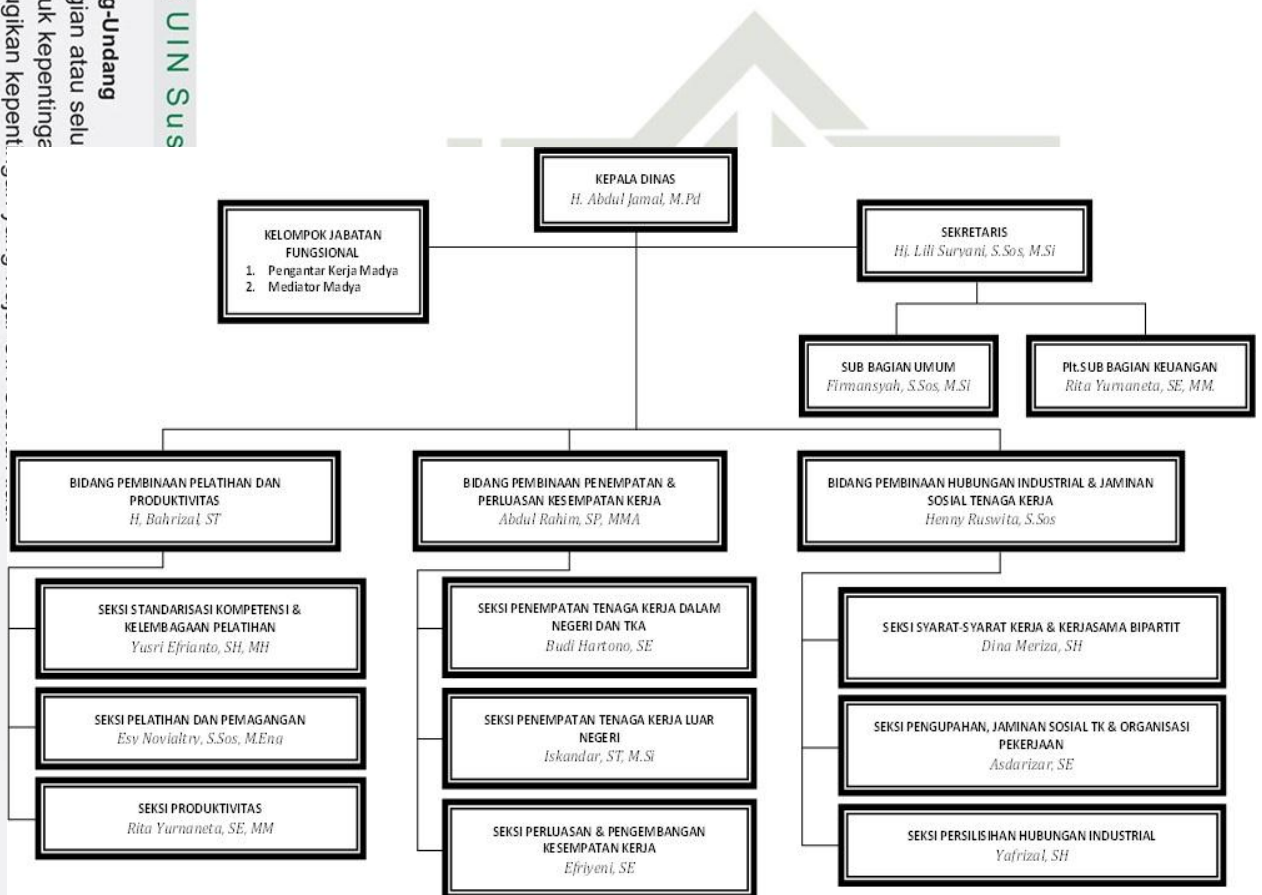 UIN Sus
g-Undang
gian atau selu
uk kepentinga
ugikan kepent
KEPALA DINAS
H. Abdul Jamal, M.Pd
KELOMPOK JABATAN
FUNGSIONAL
1. Pengantar Kerja Madya
2. Mediator Madya
SEKRETARIS
Hj. Lili Suryani, S.Sos, M.Si
SUB BAGIAN UMUM
Firmansyah, S.Sos, M.Si
Plt.SUB BAGIAN KEUANGAN
Rita Yurnaneta, SE, MM.
BIDANG PEMBINAAN PELATIHAN DAN
PRODUKTIVITAS
H, Bahrizal, ST
BIDANG PEMBINAAN PENEMPATAN &
PERLUASAN KESEMPATAN KERJA
Abdul Rahim, SP, MMA
BIDANG PEMBINAAN HUBUNGAN INDUSTRIAL & JAMINAN
SOSIAL TENAGA KERJA
Henny Ruswita, S.Sos
SEKSI STANDARISASI KOMPETENSI &
KELEMBAGAAN PELATIHAN
Yusri Efrianto, SH, MH
SEKSI PELATIHAN DAN PEMAGANGAN
Esy Novialtry, S.Sos, M.Eng
SEKSI PRODUKTIVITAS
Rita Yurnaneta, SE, MM
SEKSI PENEMPATAN TENAGA KERJA DALAM
NEGERI DAN TKA
Budi Hartono, SE
SEKSI PENEMPATAN TENAGA KERJA LUAR
NEGERI
Iskandar, ST, M.Si
SEKSI PERLUASAN & PENGEMBANGAN
KESEMPATAN KERJA
Efriyeni, SE
SEKSI SYARAT-SYARAT KERJA & KERJASAMA BIPARTIT
Dina Meriza, SH
SEKSI PENGUPAHAN, JAMINAN SOSIAL TK & ORGANISASI
PEKERJAAN
Asdarizar, SE
SEKSI PERSILISIHAN HUBUNGAN INDUSTRIAL
Yafrizal, SH